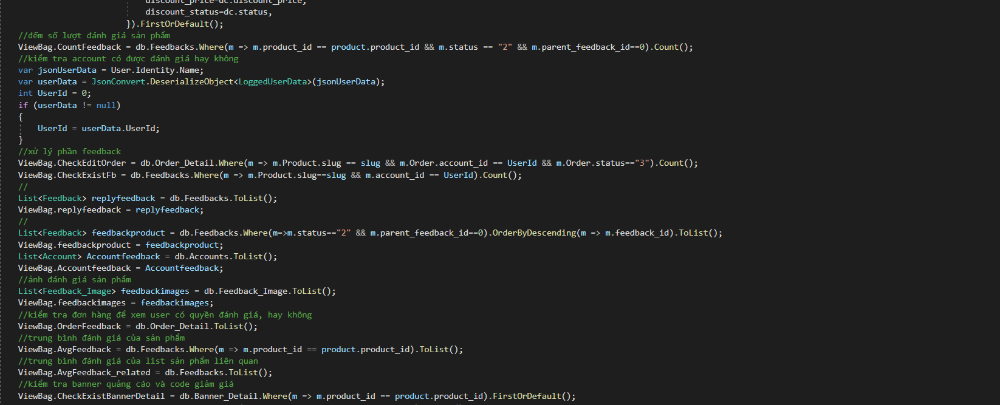 discount_price=dc.discount_price,
discount_status=dc.status,
}).FirstOrDefault();
//đếm số lượt đánh giá sản phẩm
ViewBag.CountFeedback = db.Feedbacks.Where(m => m.product_id == product.product_id && m.status == "2" && m.parent_feedback_id==0).Count();
//kiểm tra account có được đánh giá hay không
var jsonUserData = User.Identity.Name;
var userData = JsonConvert.DeserializeObject<LoggedUserData>(jsonUserData);
int UserId = 0;
if (userData != null)
{
UserId = userData.UserId;
}
//xử lý phần feedback
ViewBag.CheckEditOrder = db.Order_Detail.Where(m => m.Product.slug == slug && m.Order.account_id == UserId && m.Order.status=="3").Count();
ViewBag.CheckExistFb = db.Feedbacks.Where(m => m.Product.slug==slug && m.account_id == UserId).Count();
//
List<Feedback> replyfeedback = db.Feedbacks.ToList();
ViewBag.replyfeedback = replyfeedback;
//
List<Feedback> feedbackproduct = db.Feedbacks.Where(m=>m.status=="2" && m.parent_feedback_id==0).OrderByDescending(m => m.feedback_id).ToList();
ViewBag.feedbackproduct = feedbackproduct;
List<Account> Accountfeedback = db.Accounts.ToList();
ViewBag.Accountfeedback = Accountfeedback;
//ảnh đánh giá sản phẩm
List<Feedback_Image> feedbackimages = db.Feedback_Image.ToList();
ViewBag.feedbackimages = feedbackimages;
//kiểm tra đơn hàng để xem user có quyền đánh giá, hay không
ViewBag.OrderFeedback = db.Order_Detail.ToList();
//trung bình đánh giá của sản phẩm
ViewBag.AvgFeedback = db.Feedbacks.Where(m => m.product_id == product.product_id).ToList();
//trung bình đánh giá của list sản phẩm liên quan
ViewBag.AvgFeedback_related = db.Feedbacks.ToList();
//kiểm tra banner quảng cáo và code giảm giá
ViewBag.CheckExistBannerDetail = db.Banner_Detail.Where(m => m.product_id == product.product_id).FirstOrDefault();